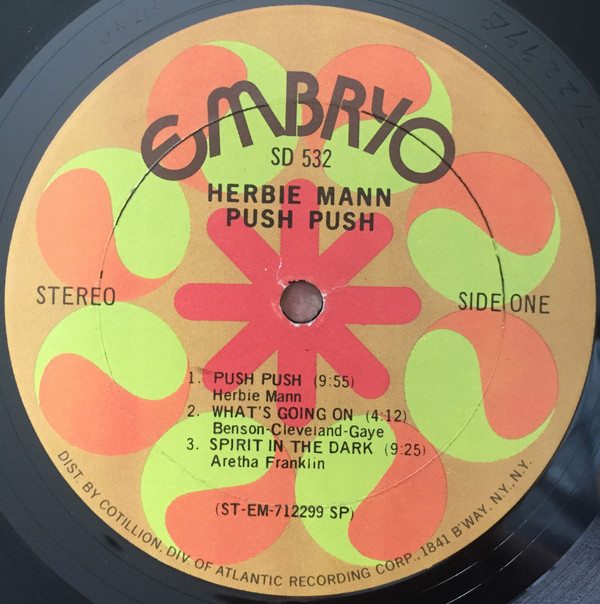 EMBRYO
SD 532
HERBIE MANN
PUSH PUSH
STEREO
SIDE ONE
1. PUSH PUSH (9:55)
Herbie Mann
2. WHAT'S GOING ON (4:12)
Benson-Cleveland-Gaye
3. SPIRIT IN THE DARK (9:25)
Aretha Franklin
(ST-EM-712299 SP)
DIST. BY COTILLION, DIV. OF ATLANTIC RECORDING CORP., 1841 B'WAY, N.Y., N.Y.